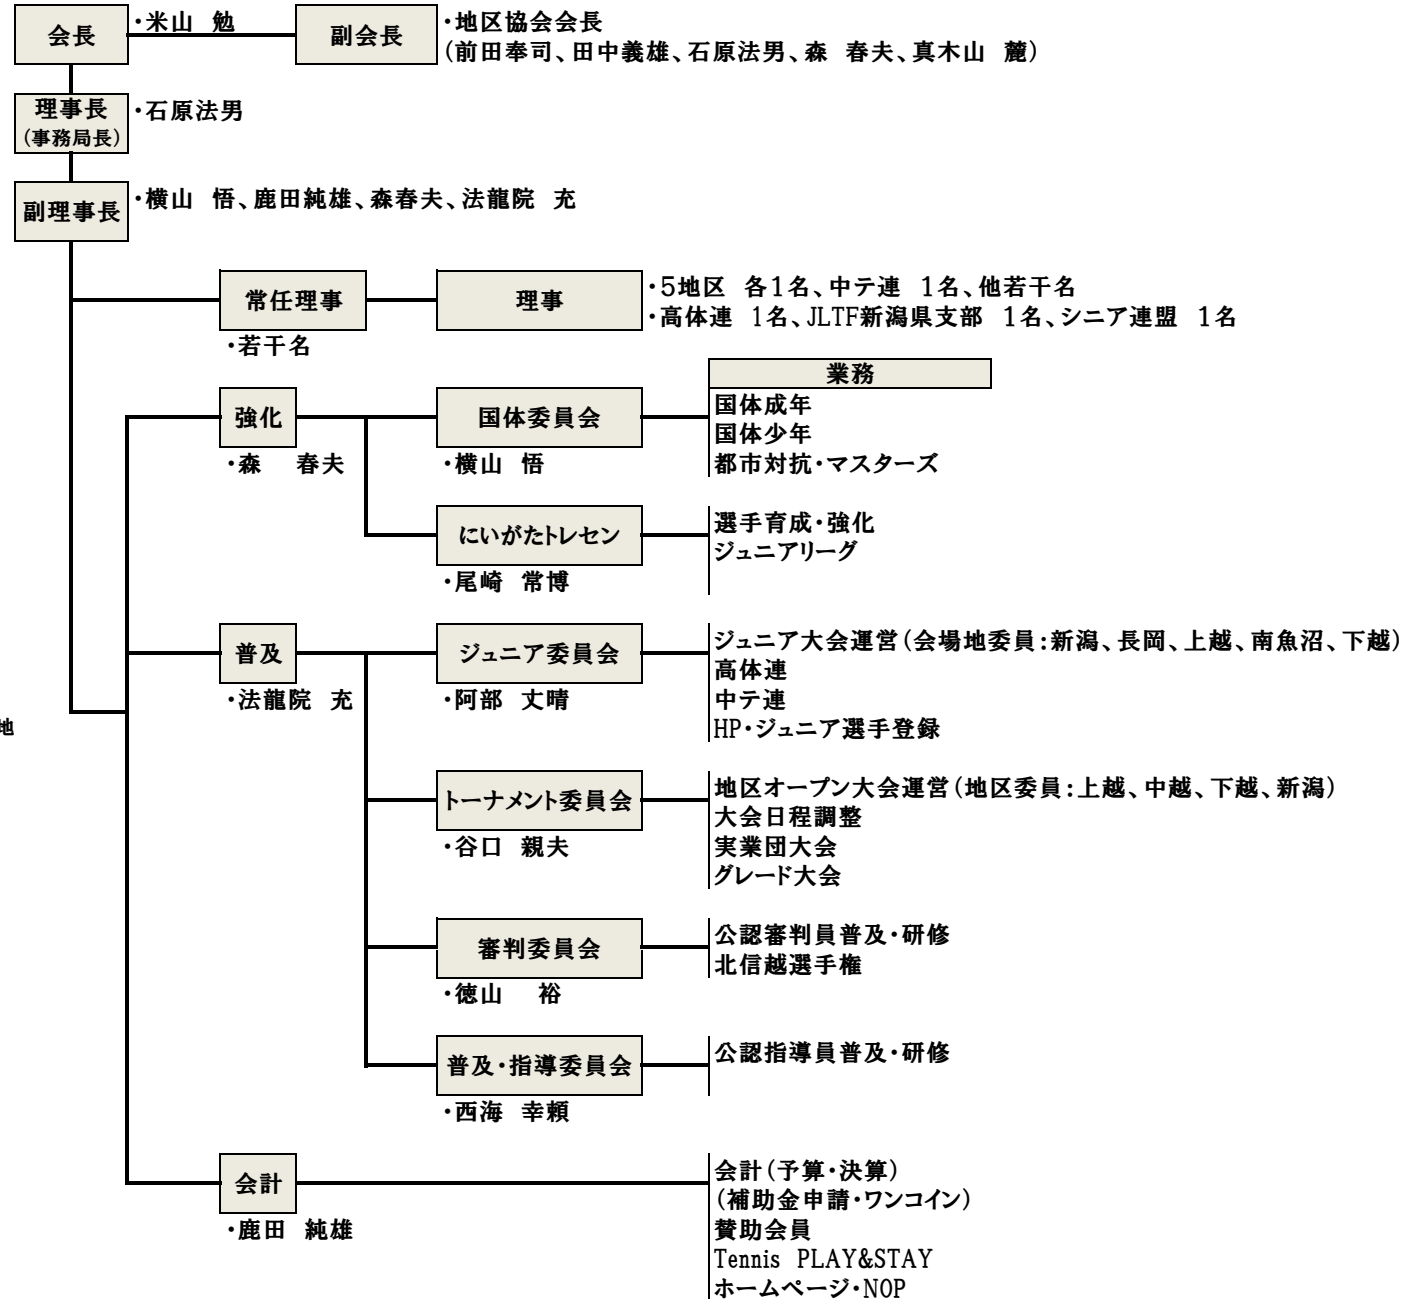 会長
・米山　勉
副会長
・地区協会会長
(前田奉司、田中義雄、石原法男、森　春夫、真木山　麓)
理事長
(事務局長)
・石原法男
副理事長
・横山　悟、鹿田純雄、森春夫、法龍院　充
常任理事
・若干名
理事
・5地区　各1名、中テ連　1名、他若干名
・高体連　1名、JLTF新潟県支部　1名、シニア連盟　1名
業務
強化
・森　春夫
国体委員会
・横山　悟
国体成年
国体少年
都市対抗・マスターズ
にいがたトレセン
・尾崎　常博
選手育成・強化
ジュニアリーグ
普及
・法龍院　充
ジュニア委員会
・阿部　丈晴
ジュニア大会運営(会場地委員:新潟、長岡、上越、南魚沼、下越)
高体連
中テ連
HP・ジュニア選手登録
地
トーナメント委員会
・谷口　親夫
地区オープン大会運営(地区委員:上越、中越、下越、新潟)
大会日程調整
実業団大会
グレード大会
審判委員会
・徳山　裕
公認審判員普及・研修
北信越選手権
普及・指導委員会
・西海　幸頼
公認指導員普及・研修
会計
・鹿田　純雄
会計(予算・決算)
(補助金申請・ワンコイン)
賛助会員
Tennis　PLAY&STAY
ホームページ・NOP